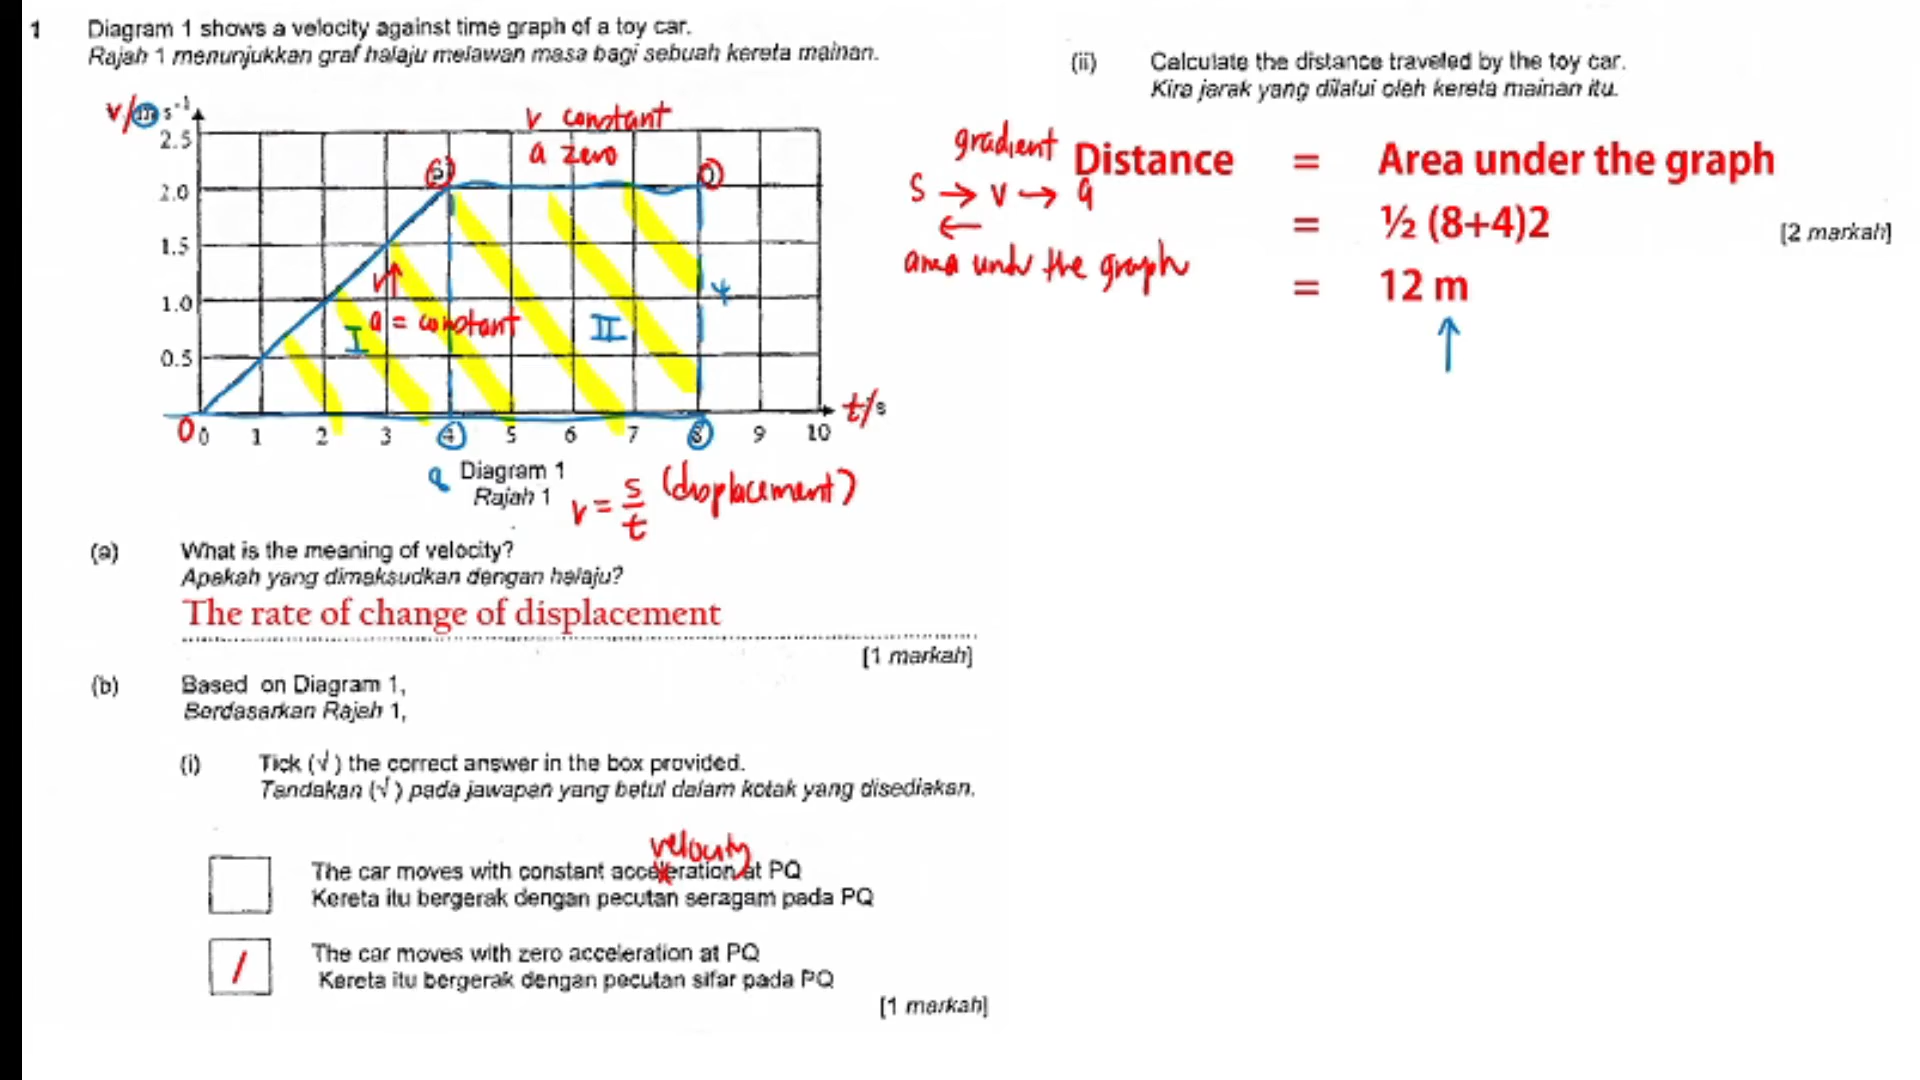 1 Diagram 1 shows a velocity against time graph of a toy car.
Rajah 1 menunjukkan graf halaju melawan masa bagi sebuah kereta mainan.
v/m s⁻¹
v constant
a zero
2.5
P
Q
2.0
1.5
v↑
1.0
a = constant
I
II
4
0.5
t/s
0 0 1 2 3 4 5 6 7 8 9 10
Diagram 1
Rajah 1
v = s/t (displacement)
(a) What is the meaning of velocity?
Apakah yang dimaksudkan dengan halaju?
The rate of change of displacement
[1 markah]
(b) Based on Diagram 1,
Berdasarkan Rajah 1,
(i) Tick (√) the correct answer in the box provided.
Tandakan (√) pada jawapan yang betul dalam kotak yang disediakan.
velocity
The car moves with constant acceleration at PQ
Kereta itu bergerak dengan pecutan seragam pada PQ
/ The car moves with zero acceleration at PQ
Kereta itu bergerak dengan pecutan sifar pada PQ
[1 markah]
(ii) Calculate the distance traveled by the toy car.
Kira jarak yang dilalui oleh kereta mainan itu.
gradient
s → v → a
←
area under the graph
Distance = Area under the graph
= ½ (8+4)2
[2 markah]
= 12 m
↑